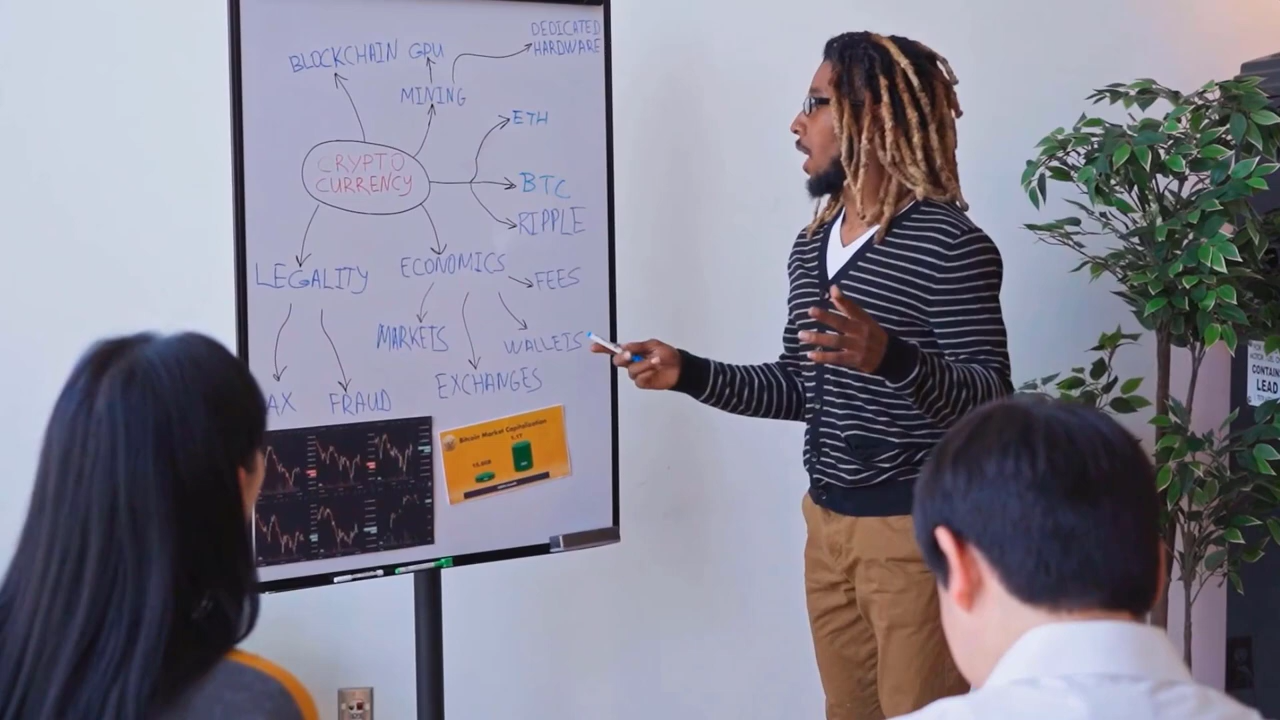 DEDICATED
HARDWARE
BLOCKCHAIN GPU
MINING
ETH
CRYPTO
CURRENCY
BTC
RIPPLE
LEGALITY
ECONOMICS
FEES
MARKETS
WALLETS
EXCHANGES
AX
FRAUD
Bitcoin Market Capitalization
CONTAINS
LEAD